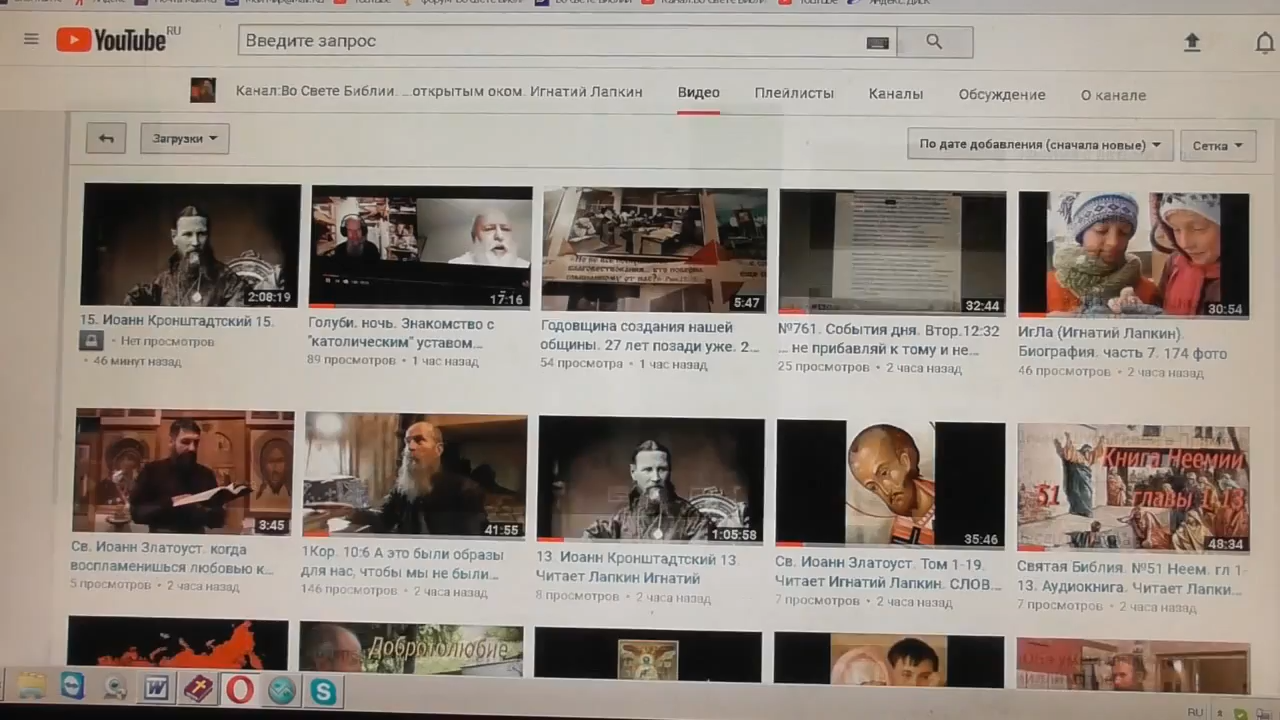 YouTube RU
Введите запрос
Канал:Во Свете Библии. ...открытым оком. Игнатий Лапкин
Видео
Плейлисты
Каналы
Обсуждение
О канале
Загрузки
По дате добавления (сначала новые)
Сетка
2:08:19
17:16
5:47
32:44
30:54
15. Иоанн Кронштадтский 15.
Нет просмотров
• 46 минут назад
Голуби. ночь. Знакомство с
"католическим" уставом...
89 просмотров • 1 час назад
Годовщина создания нашей
общины. 27 лет позади уже. 2...
54 просмотра • 1 час назад
№761. События дня. Втор.12:32
... не прибавляй к тому и не...
25 просмотров • 2 часа назад
ИгЛа (Игнатий Лапкин).
Биография. часть 7. 174 фото
46 просмотров • 2 часа назад
3:45
41:55
1:05:58
35:46
Книга Неемии
51 главы 1-13
48:34
Св. Иоанн Златоуст. когда
воспламенишься любовью к...
5 просмотров • 2 часа назад
1Кор. 10:6 А это были образы
для нас, чтобы мы не были...
146 просмотров • 2 часа назад
13. Иоанн Кронштадтский 13.
Читает Лапкин Игнатий
8 просмотров • 2 часа назад
Св. Иоанн Златоуст. Том 1-19.
Читает Игнатий Лапкин. СЛОВ...
7 просмотров • 2 часа назад
Святая Библия. №51 Неем. гл 1-
13. Аудиокнига. Читает Лапки...
7 просмотров • 2 часа назад
Добротолюбие
RU